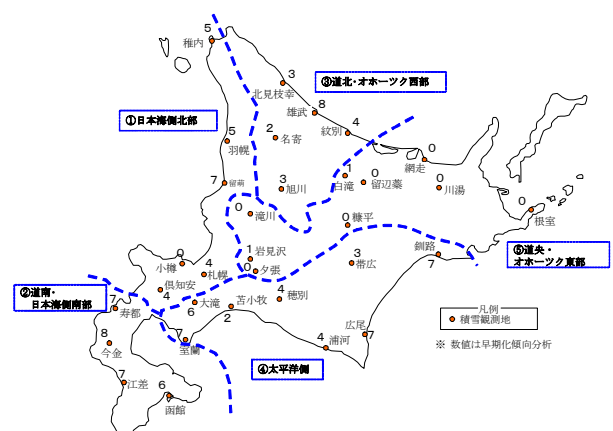 5
稚内
3
北見枝幸
③道北・オホーツク西部
8
雄武
4
紋別
①日本海側北部
2
名寄
5
羽幌
0
網走
7
留萌
3
旭川
1
白滝
0
留辺蘂
0
川湯
0
滝川
0
糠平
0
根室
⑤道央・
オホーツク東部
釧路
7
0
小樽
4
札幌
1
岩見沢
0
夕張
3
帯広
②道南・
日本海側南部
7
寿都
4
倶知安
6
大滝
2
苫小牧
4
穂別
凡例
積雪観測地
※ 数値は早期化傾向分析
8
今金
7
室蘭
4
浦河
広尾
7
④太平洋側
7
江差
6
函館